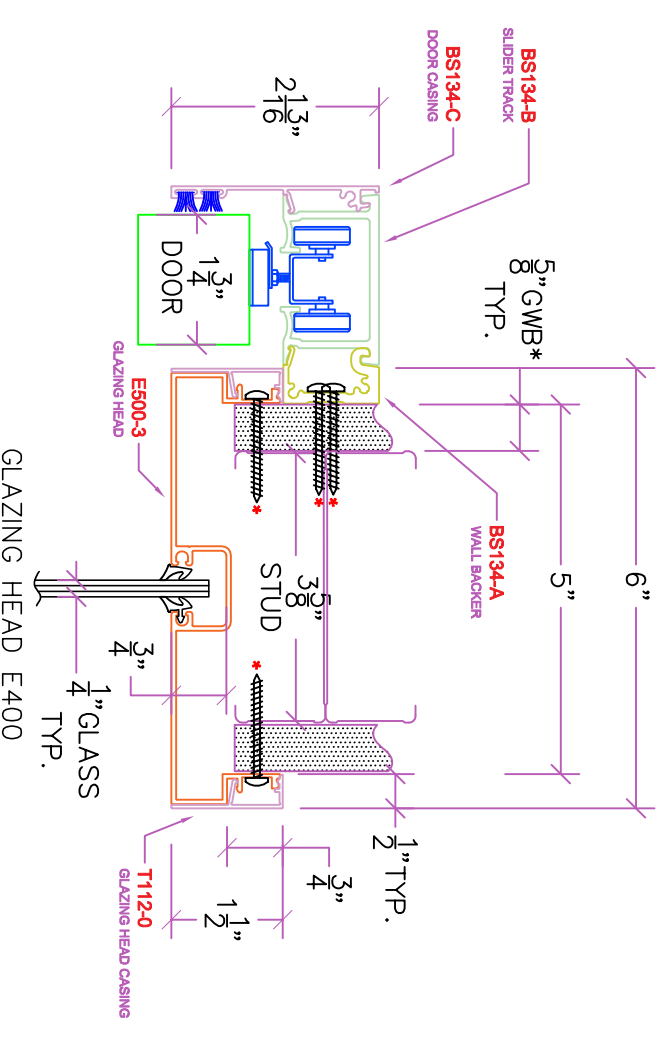 6"
5"
5/8" GWB*
TYP.
BS134-A
WALL BACKER
BS134-B
SLIDER TRACK
BS134-C
DOOR CASING
2 13/16"
1 3/4"
DOOR
*
*
*
*
3 5/8"
STUD
1/2" TYP.
3/4"
1 1/2"
E500-3
GLAZING HEAD
3/4"
1/4" GLASS
TYP.
T112-0
GLAZING HEAD CASING
GLAZING HEAD E400